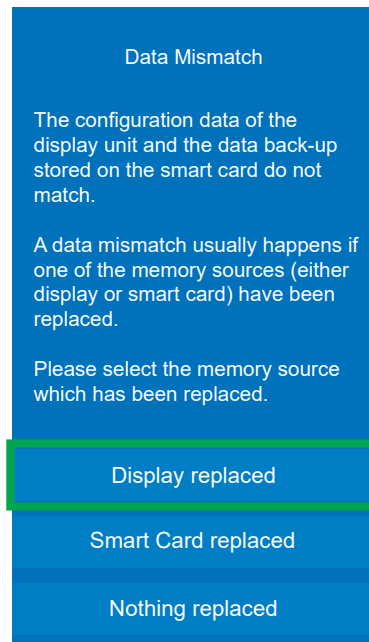 Data Mismatch
The configuration data of the
display unit and the data back-up
stored on the smart card do not
match.
A data mismatch usually happens if
one of the memory sources (either
display or smart card) have been
replaced.
Please select the memory source
which has been replaced.
Display replaced
Smart Card replaced
Nothing replaced